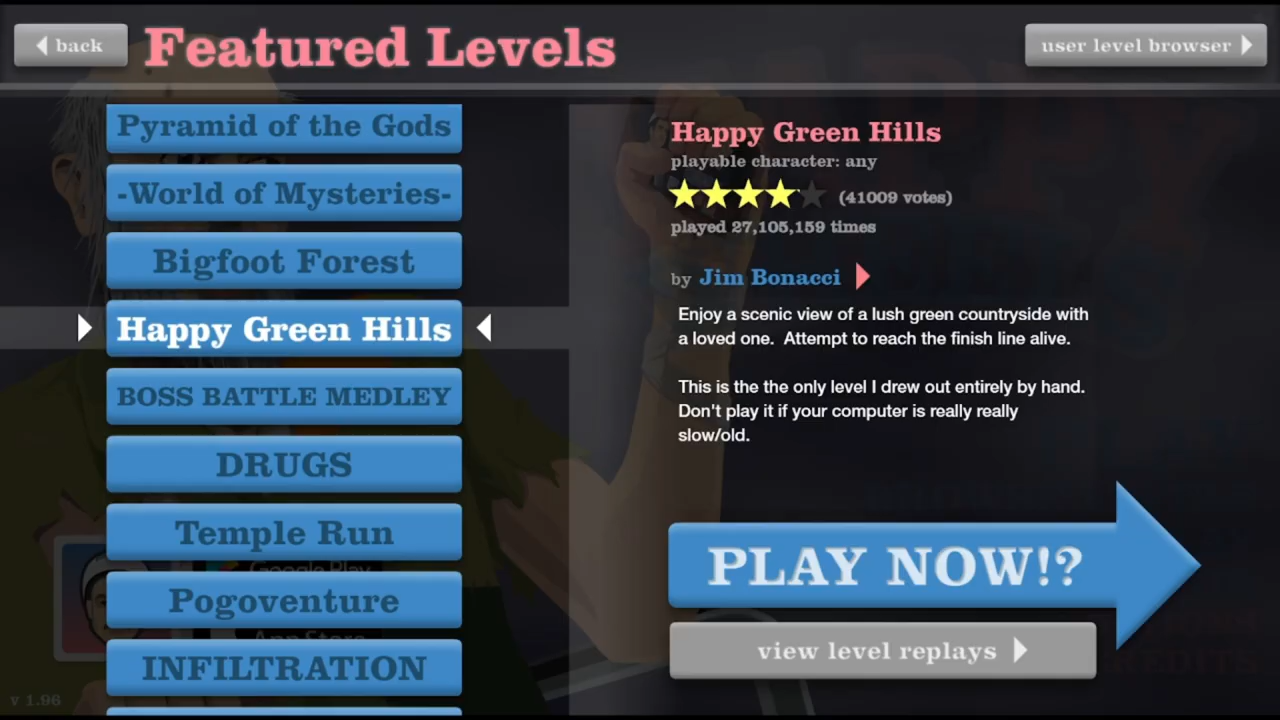 back
Featured Levels
user level browser
Pyramid of the Gods
-World of Mysteries-
Bigfoot Forest
Happy Green Hills
BOSS BATTLE MEDLEY
DRUGS
Temple Run
Google Play
Pogoventure
App Store
INFILTRATION
v 1.96
Happy Green Hills
playable character: any
(41009 votes)
played 27,105,159 times
by Jim Bonacci
Enjoy a scenic view of a lush green countryside with
a loved one. Attempt to reach the finish line alive.
This is the the only level I drew out entirely by hand.
Don't play it if your computer is really really
slow/old.
PLAY NOW!?
view level replays